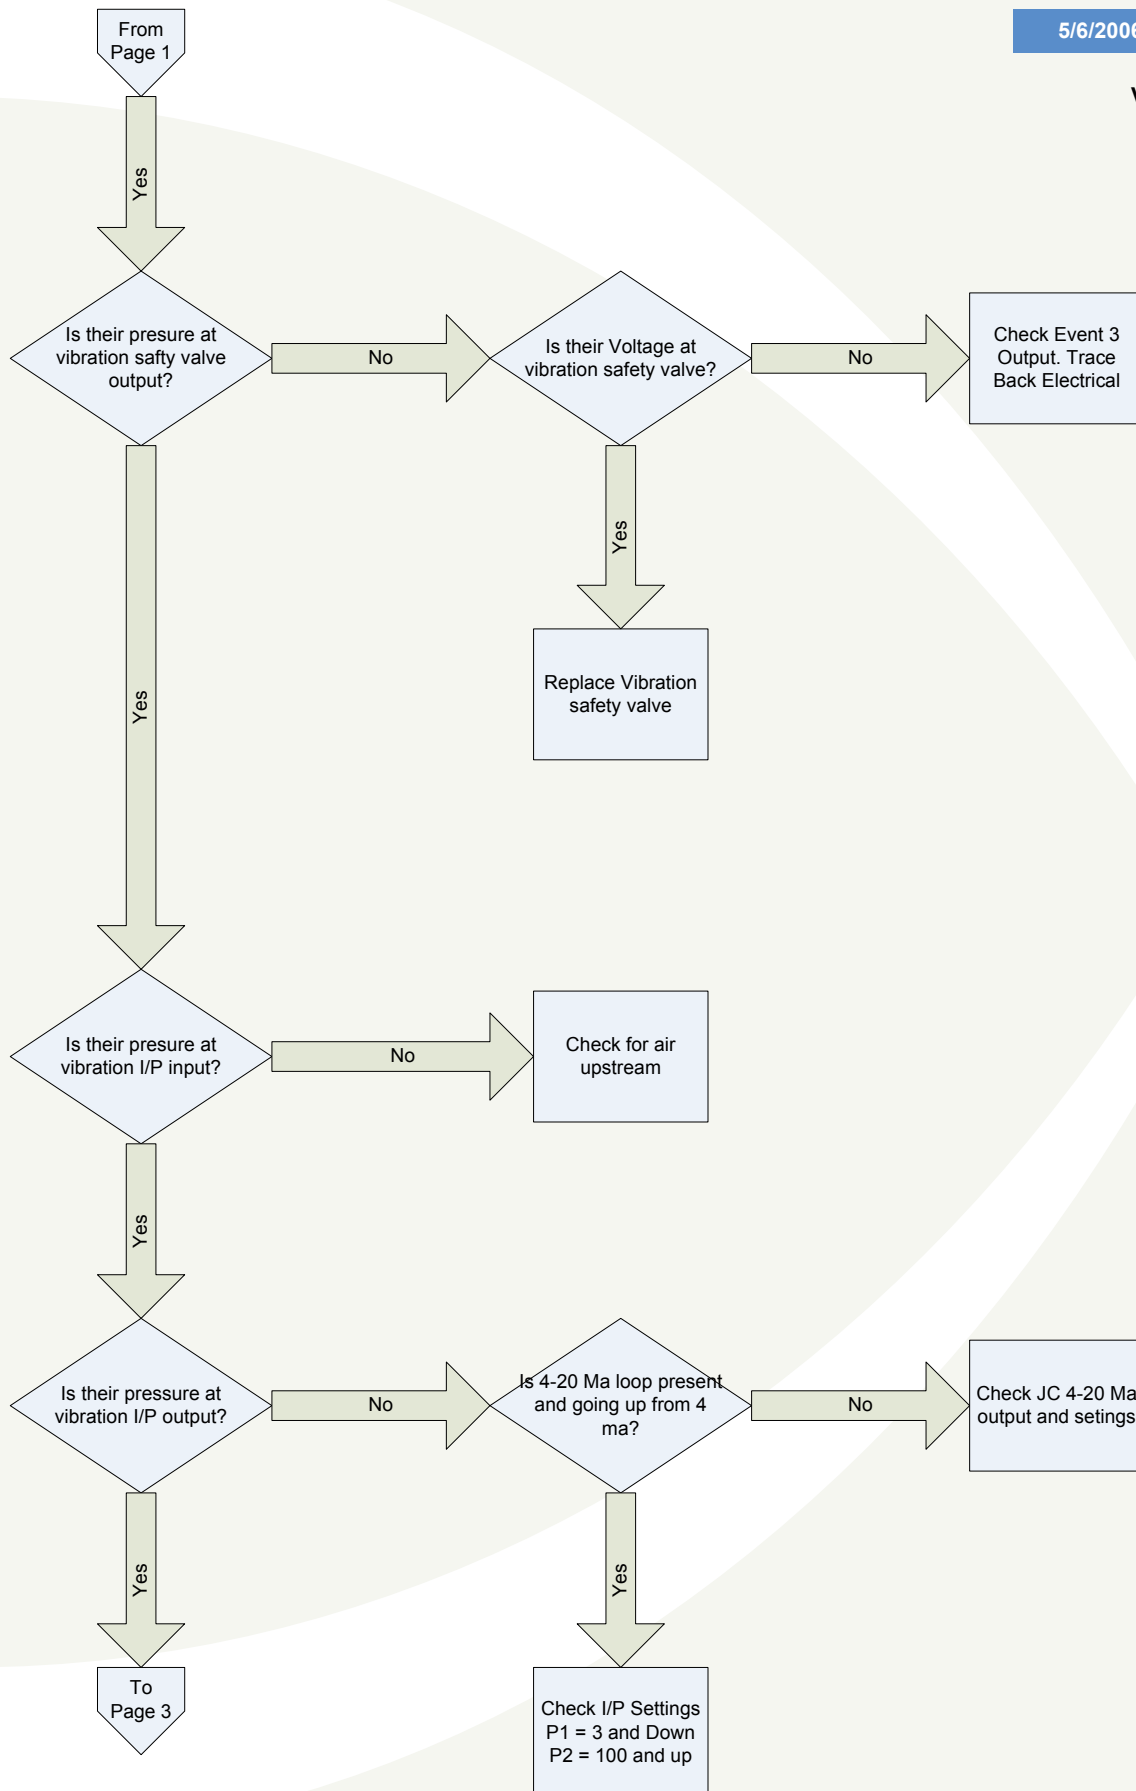 From
Page 1
5/6/2006
V
Yes
Is their presure at
vibration safty valve
output?
No
Is their Voltage at
vibration safety valve?
No
Check Event 3
Output. Trace
Back Electrical
Yes
Yes
Replace Vibration
safety valve
Is their presure at
vibration I/P input?
No
Check for air
upstream
Yes
Is their pressure at
vibration I/P output?
No
Is 4-20 Ma loop present
and going up from 4
ma?
No
Check JC 4-20 Ma
output and setings
Yes
Yes
To
Page 3
Check I/P Settings
P1 = 3 and Down
P2 = 100 and up